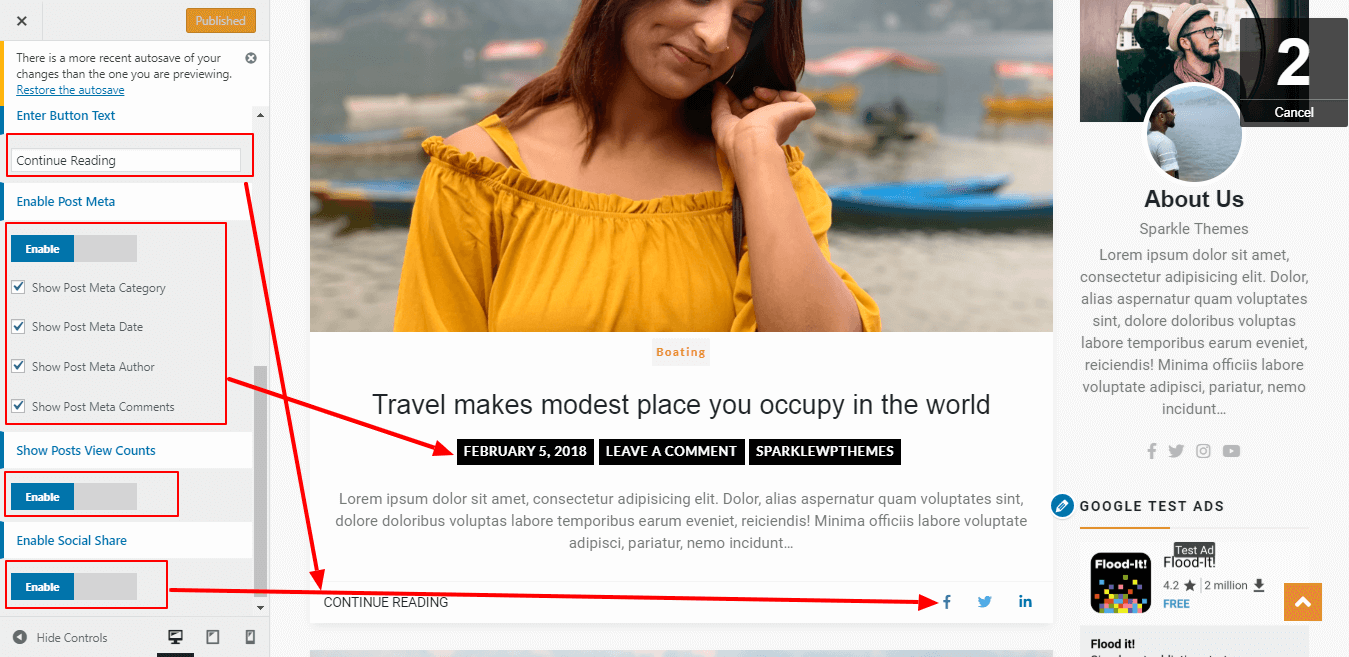 Published
There is a more recent autosave of your
changes than the one you are previewing.
Restore the autosave
Enter Button Text
Continue Reading
Enable Post Meta
Enable
Show Post Meta Category
Show Post Meta Date
Show Post Meta Author
Show Post Meta Comments
Show Posts View Counts
Enable
Enable Social Share
Enable
Hide Controls
Boating
Travel makes modest place you occupy in the world
FEBRUARY 5, 2018 LEAVE A COMMENT SPARKLEWPTHEMES
Lorem ipsum dolor sit amet, consectetur adipisicing elit. Dolor, alias aspernatur quam voluptates sint,
dolore doloribus voluptas labore temporibus earum eveniet, reiciendis! Minima officiis labore voluptate
adipisci, pariatur, nemo incidunt…
CONTINUE READING
2
Cancel
About Us
Sparkle Themes
Lorem ipsum dolor sit amet,
consectetur adipisicing elit. Dolor,
alias aspernatur quam voluptates
sint, dolore doloribus voluptas
labore temporibus earum eveniet,
reiciendis! Minima officiis labore
voluptate adipisci, pariatur, nemo
incidunt…
GOOGLE TEST ADS
Test Ad
Flood-It!
Flood-It!
4.2 2 million
FREE
Flood it!